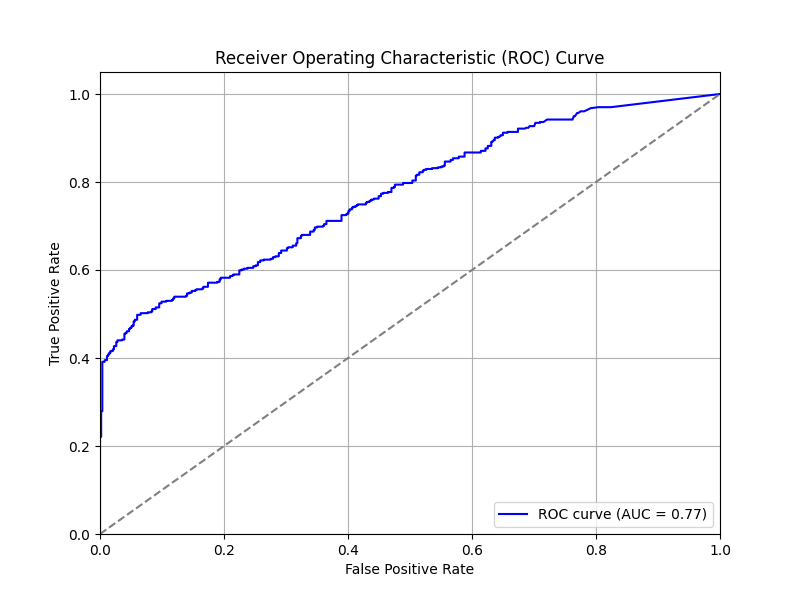 Receiver Operating Characteristic (ROC) Curve
1.0
0.8
0.6
0.4
0.2
0.0
True Positive Rate
ROC curve (AUC = 0.77)
0.0 0.2 0.4 0.6 0.8 1.0
False Positive Rate